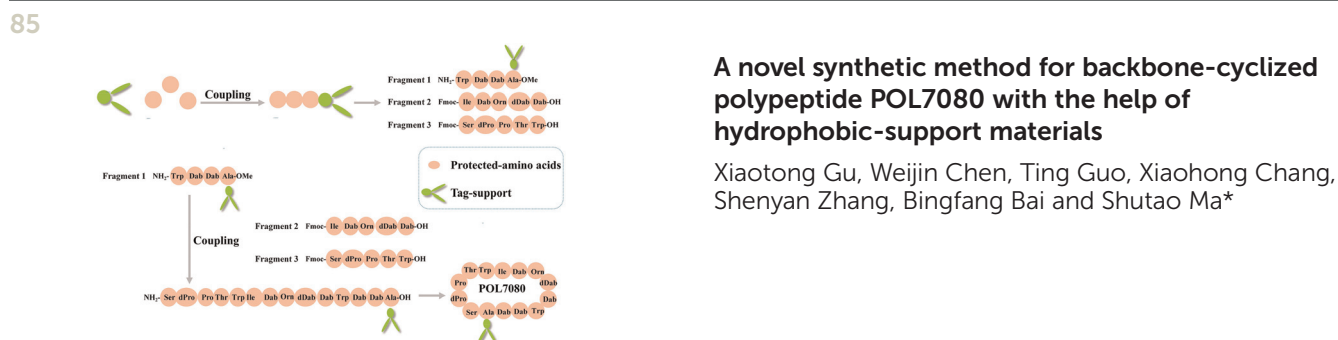 85
Coupling
Fragment 1 NH₂- Trp Dab Dab Ala-OMe
Fragment 2 Fmoc- Ile Dab Orn dDab Dab-OH
Fragment 3 Fmoc- Ser dPro Pro Thr Trp-OH
Protected-amino acids
Tag-support
Fragment 1 NH₂- Trp Dab Dab Ala-OMe
Coupling
Fragment 2 Fmoc- Ile Dab Orn dDab Dab-OH
Fragment 3 Fmoc- Ser dPro Pro Thr Trp-OH
NH₂- Ser dPro Pro Thr Trp Ile Dab Orn dDab Dab Trp Dab Dab Ala-OH
Thr Trp Ile Dab Orn
Pro dDab
POL7080
dPro Dab
Ser Ala Dab Dab Trp
A novel synthetic method for backbone-cyclized
polypeptide POL7080 with the help of
hydrophobic-support materials
Xiaotong Gu, Weijin Chen, Ting Guo, Xiaohong Chang,
Shenyan Zhang, Bingfang Bai and Shutao Ma*